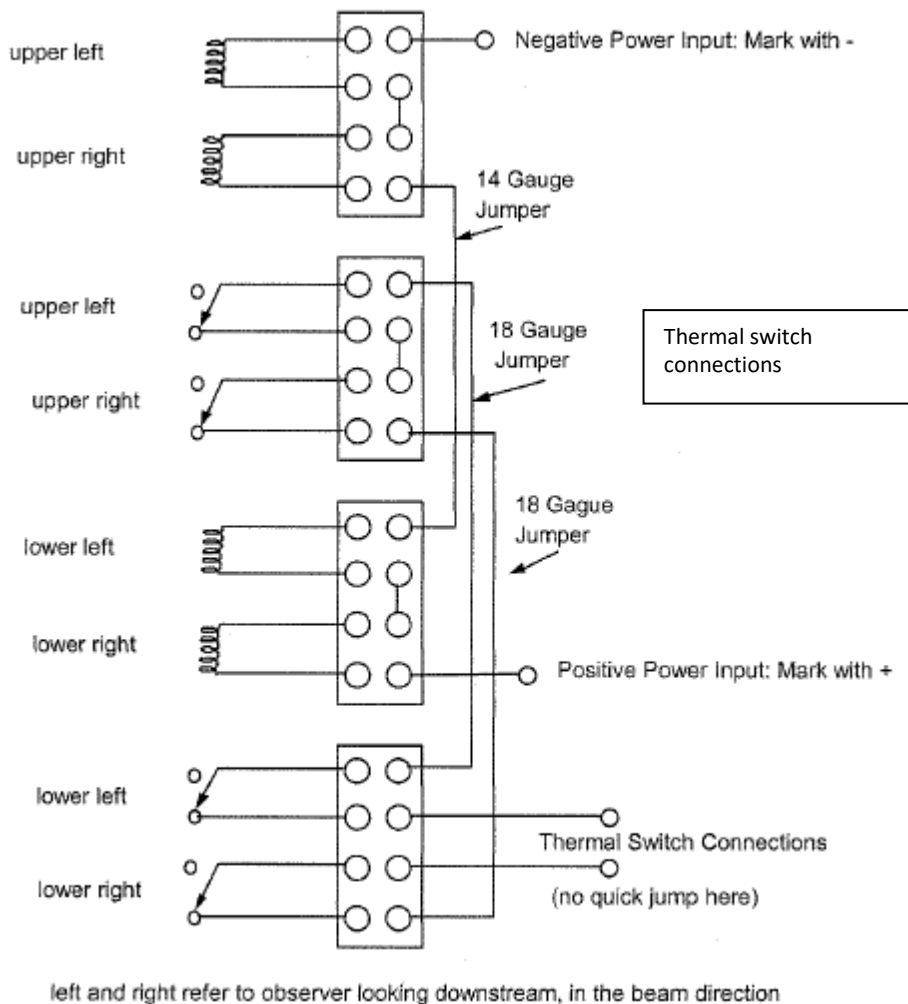 upper left
Negative Power Input: Mark with -
upper right
14 Gauge
Jumper
upper left
18 Gauge
Jumper
Thermal switch
connections
upper right
18 Gague
Jumper
lower left
lower right
Positive Power Input: Mark with +
lower left
Thermal Switch Connections
lower right
(no quick jump here)
left and right refer to observer looking downstream, in the beam direction